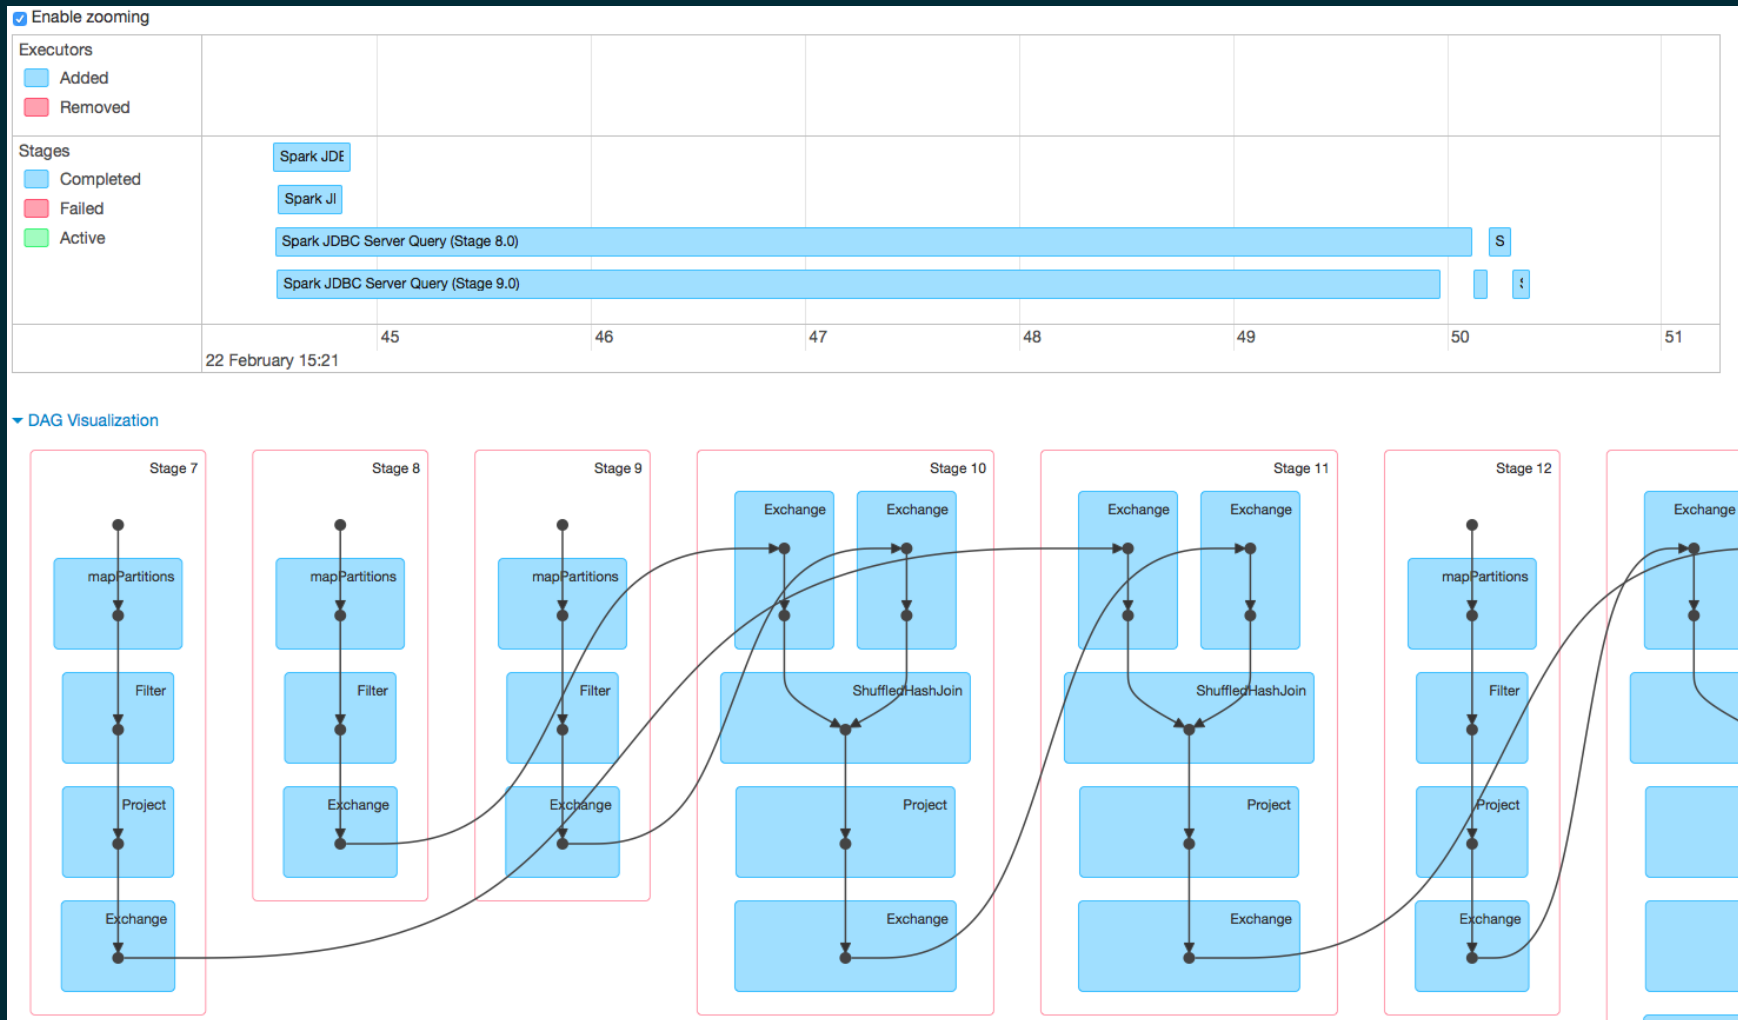 Enable zooming
Executors
Added
Removed
Stages
Completed
Failed
Active
Spark JDE
Spark JI
Spark JDBC Server Query (Stage 8.0)
S
Spark JDBC Server Query (Stage 9.0)
45
46
47
48
49
50
51
22 February 15:21
DAG Visualization
Stage 7
mapPartitions
Filter
Project
Exchange
Stage 8
mapPartitions
Filter
Exchange
Stage 9
mapPartitions
Filter
Exchange
Stage 10
Exchange
Exchange
ShuffledHashJoin
Project
Exchange
Stage 11
Exchange
Exchange
ShuffledHashJoin
Project
Exchange
Stage 12
mapPartitions
Filter
Project
Exchange
Exchange